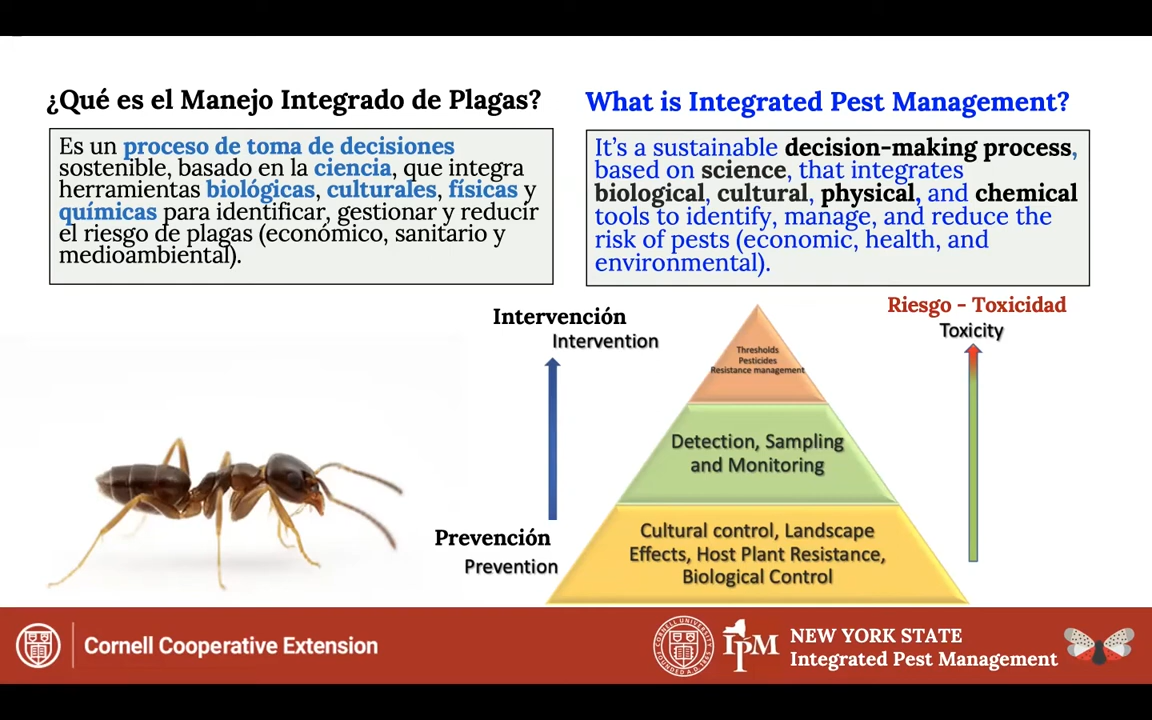 ¿Qué es el Manejo Integrado de Plagas?
Es un proceso de toma de decisiones
sostenible, basado en la ciencia, que integra
herramientas biológicas, culturales, físicas y
químicas para identificar, gestionar y reducir
el riesgo de plagas (económico, sanitario y
medioambiental).
What is Integrated Pest Management?
It's a sustainable decision-making process,
based on science, that integrates
biological, cultural, physical, and chemical
tools to identify, manage, and reduce the
risk of pests (economic, health, and
environmental).
Intervención
Intervention
Prevención
Prevention
Thresholds
Pesticides
Resistance management
Detection, Sampling
and Monitoring
Cultural control, Landscape
Effects, Host Plant Resistance,
Biological Control
Riesgo - Toxicidad
Toxicity
Cornell Cooperative Extension
IPM
NEW YORK STATE
Integrated Pest Management